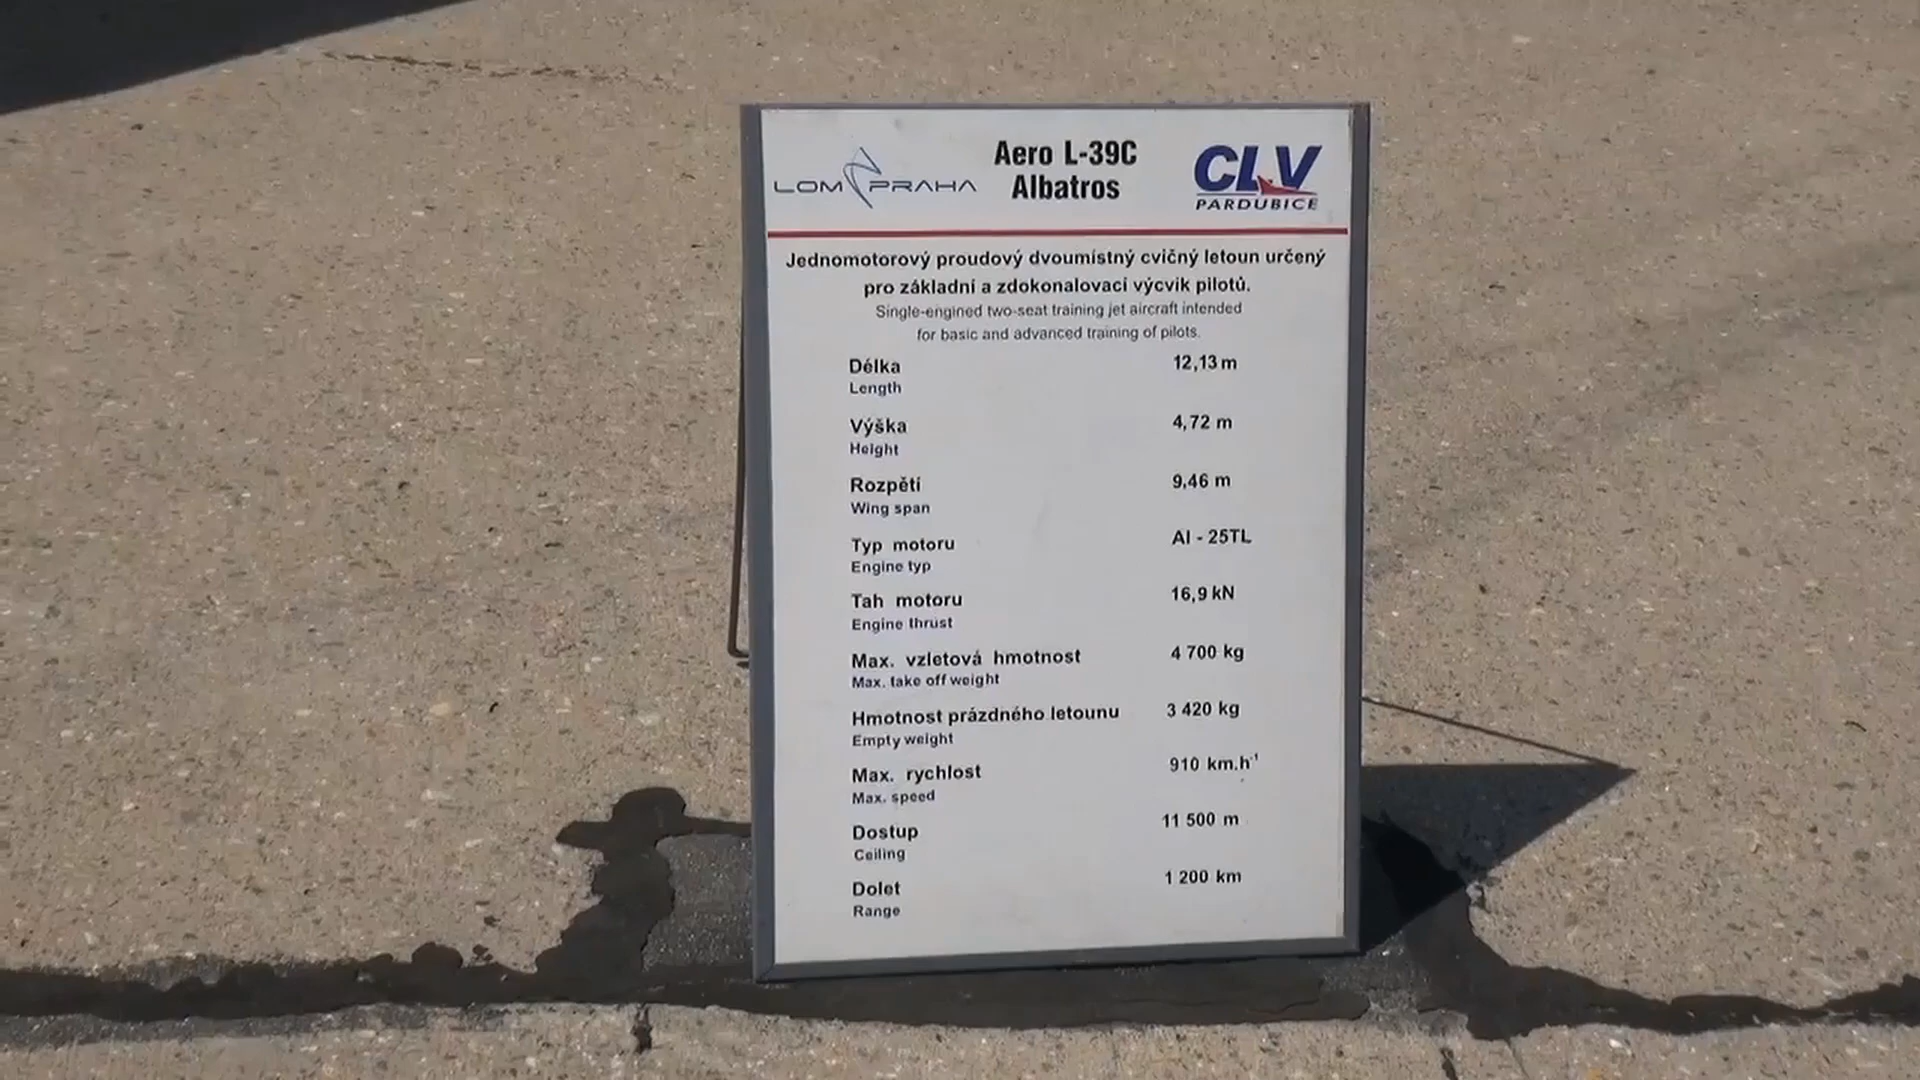 LOM PRAHA
Aero L-39C
Albatros
CLV
PARDUBICE
Jednomotorový proudový dvoumístný cvičný letoun určený
pro základní a zdokonalovací výcvik pilotů.
Single-engined two-seat training jet aircraft intended
for basic and advanced training of pilots.
Délka 12,13 m
Length
Výška 4,72 m
Height
Rozpětí 9,46 m
Wing span
Typ motoru AI - 25TL
Engine typ
Tah motoru 16,9 kN
Engine thrust
Max. vzletová hmotnost 4 700 kg
Max. take off weight
Hmotnost prázdného letounu 3 420 kg
Empty weight
Max. rychlost 910 km.h⁻¹
Max. speed
Dostup 11 500 m
Ceiling
Dolet 1 200 km
Range